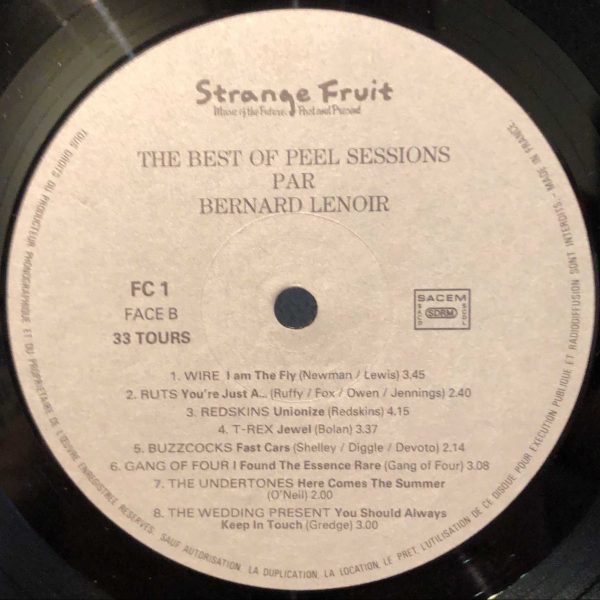 Strange Fruit
Music of the Future, Past and Present
THE BEST OF PEEL SESSIONS
PAR
BERNARD LENOIR
FC 1
FACE B
33 TOURS
SACEM
SACD
SDRM
SCDL
1. WIRE I am The Fly (Newman / Lewis) 3.45
2. RUTS You're Just A... (Ruffy / Fox / Owen / Jennings) 2.40
3. REDSKINS Unionize (Redskins) 4.15
4. T-REX Jewel (Bolan) 3.37
5. BUZZCOCKS Fast Cars (Shelley / Diggle / Devoto) 2.14
6. GANG OF FOUR I Found The Essence Rare (Gang of Four) 3.08
7. THE UNDERTONES Here Comes The Summer
(O'Neil) 2.00
8. THE WEDDING PRESENT You Should Always
Keep In Touch (Gredge) 3.00
TOUS DROITS DU PRODUCTEUR PHONOGRAPHIQUE ET DU PROPRIETAIRE DE L'ŒUVRE ENREGISTREE RESERVES. SAUF AUTORISATION, LA DUPLICATION, LA LOCATION, LE PRET, L'UTILISATION DE CE DISQUE POUR EXECUTION PUBLIQUE ET RADIODIFFUSION SONT INTERDITS - MADE IN FRANCE.